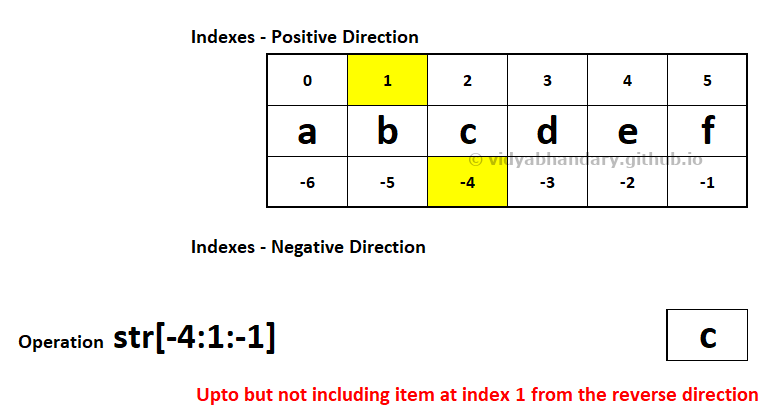 Indexes - Positive Direction
0 1 2 3 4 5
a b c d e f
© vidyabhandary.github.io
-6 -5 -4 -3 -2 -1
Indexes - Negative Direction
Operation str[-4:1:-1] c
Upto but not including item at index 1 from the reverse direction